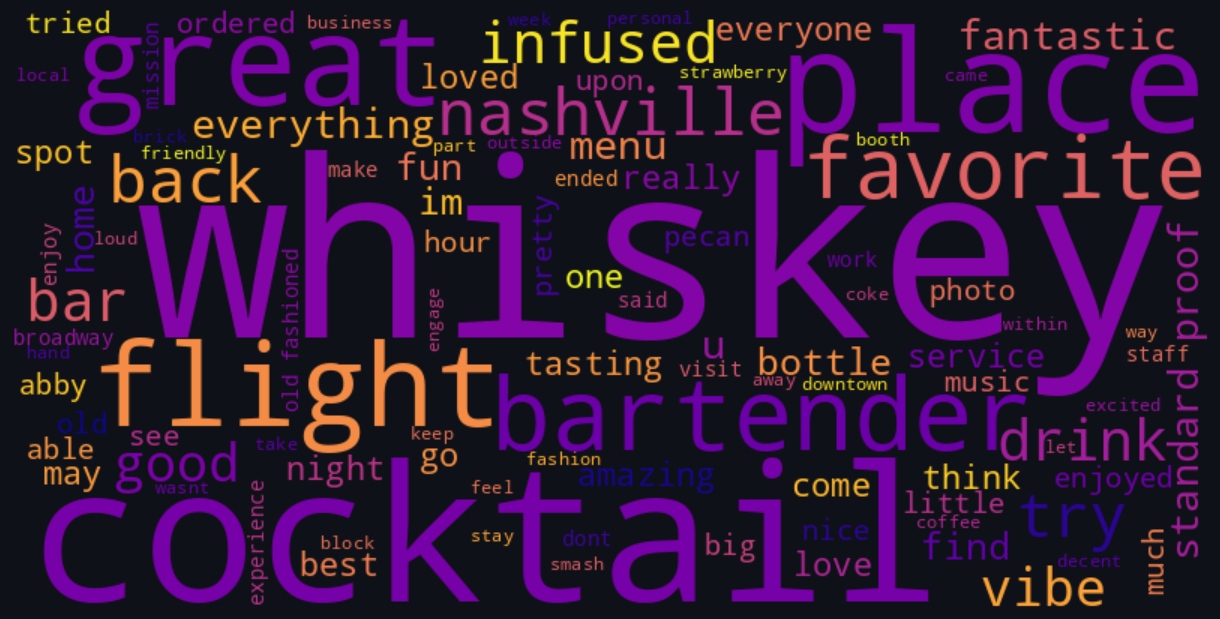 tried
ordered
business
week
personal
great
mission
infused
everyone
place
fantastic
local
loved
upon
strawberry
came
everything
nashville
brick
friendly
part
outside
menu
booth
favorite
spot
back
make
fun
ended
really
home
im
whiskey
pretty
pecan
standard proof
enjoy
loud
hour
work
old fashioned
one
said
coke
photo
bar
engage
within
broadway
hand
flight
u
way
staff
tasting
visit
bottle
service
abby
away
downtown
music
bartender
old
see
take
keep
excited
able
good
go
drink
let
may
night
fashion
amazing
come
think
enjoyed
wasnt
experience
feel
little
cocktail
coffee
try
block
stay
dont
nice
find
best
smash
big
love
decent
much
vibe